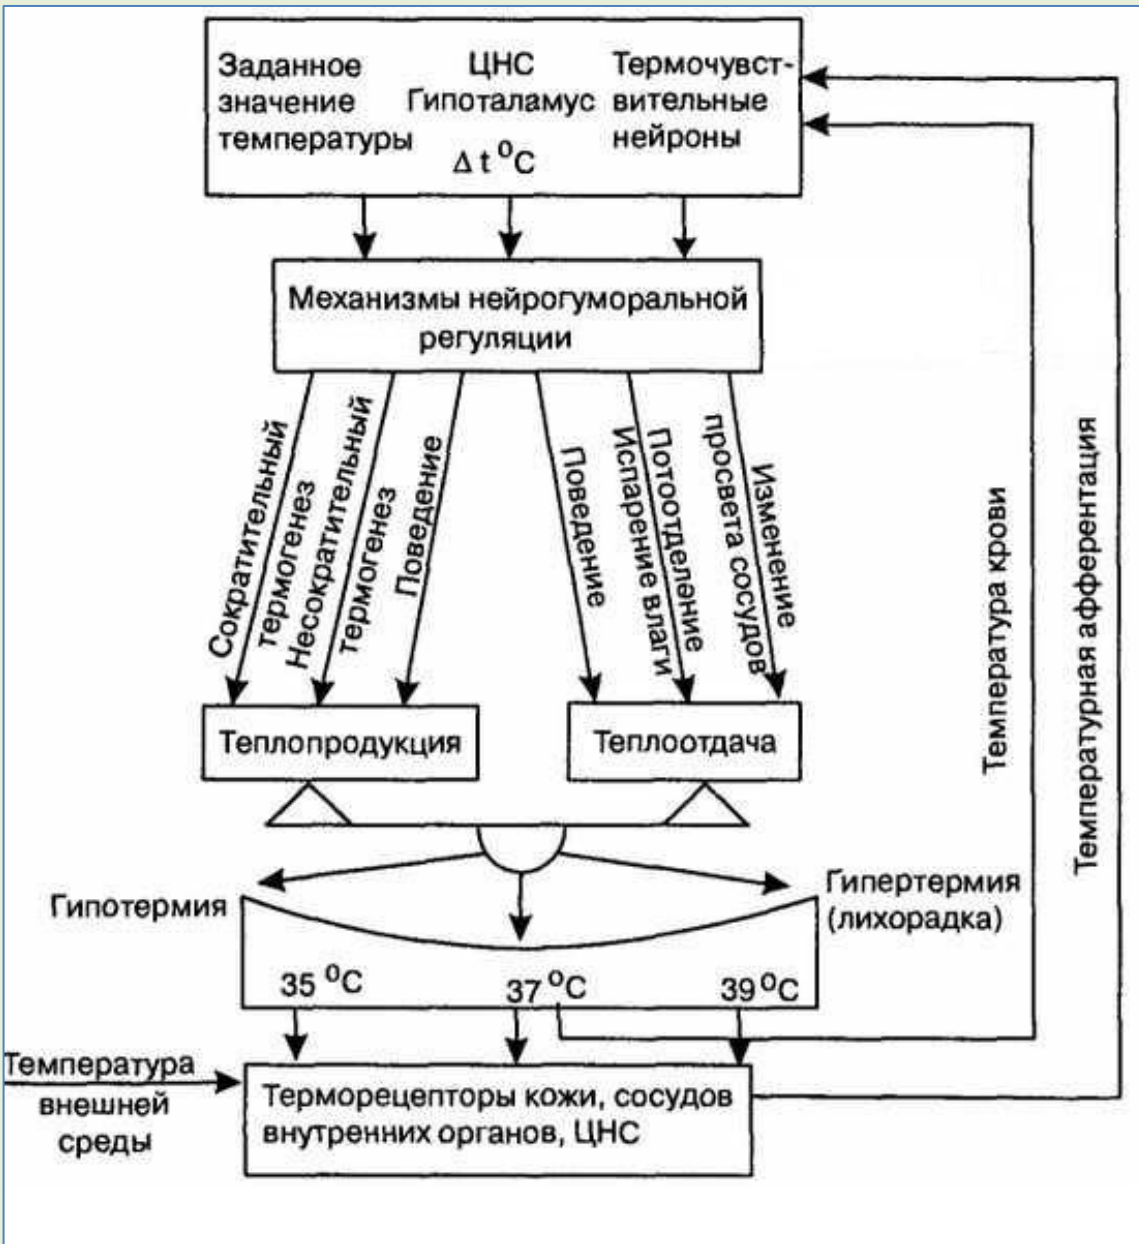 Заданное
значение
температуры
ЦНС
Гипоталамус
Δ t °C
Термочувст-
вительные
нейроны
Механизмы нейрогуморальной
регуляции
Сократительный
термогенез
Несократительный
термогенез
Поведение
Поведение
Испарение влаги
Потоотделение
просвета сосудов
Изменение
Теплопродукция
Теплоотдача
Гипотермия
Гипертермия
(лихорадка)
35 °C
37 °C
39 °C
Температура
внешней
среды
Терморецепторы кожи, сосудов
внутренних органов, ЦНС
Температура крови
Температурная афферентация